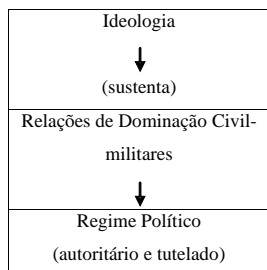 Ideologia
(sustenta)
Relações de Dominação Civil-
militares
Regime Político
(autoritário e tutelado)